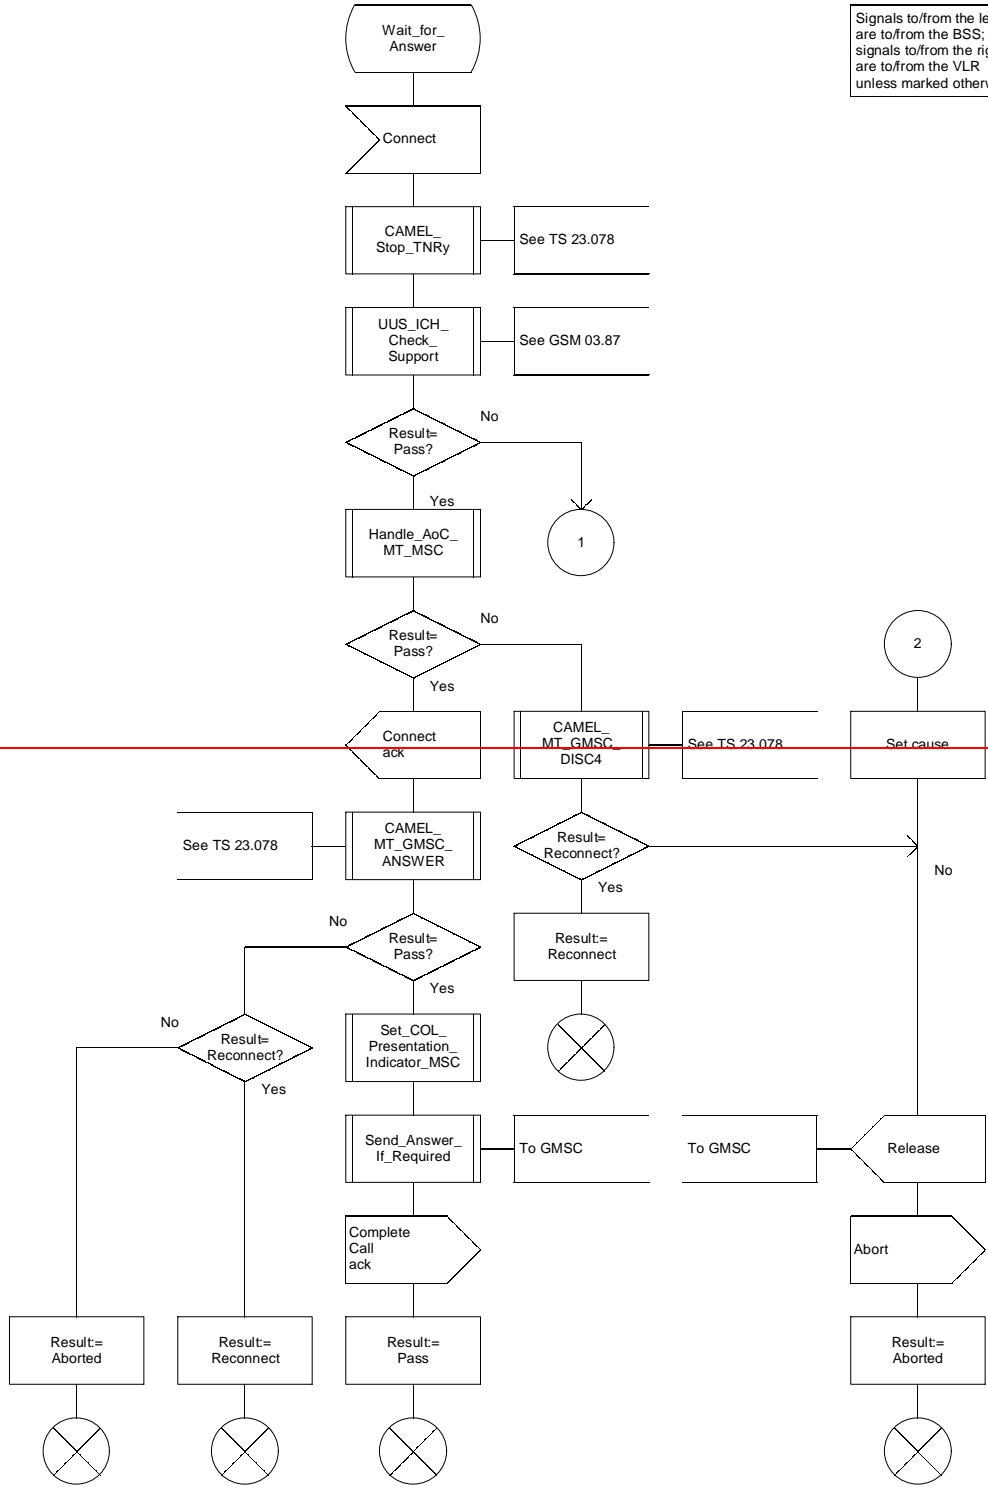 Wait_for_
Answer
Signals to/from the le
are to/from the BSS;
signals to/from the rig
are to/from the VLR
unless marked otherw
Connect
CAMEL_
Stop_TNRy
See TS 23.078
UUS_ICH_
Check_
Support
See GSM 03.87
No
Result=
Pass?
Yes
Handle_AoC_
MT_MSC
1
No
Result=
Pass?
Yes
2
Connect
ack
CAMEL_
MT_GMSC_
DISC4
See TS 23.078
Set cause
See TS 23.078
CAMEL_
MT_GMSC_
ANSWER
Result=
Reconnect?
Yes
No
No
Result=
Pass?
Yes
Result:=
Reconnect
No
Result=
Reconnect?
Yes
Set_COL_
Presentation_
Indicator_MSC
Send_Answer_
If_Required
To GMSC
To GMSC
Release
Complete
Call
ack
Abort
Result:=
Aborted
Result:=
Reconnect
Result:=
Pass
Result:=
Aborted